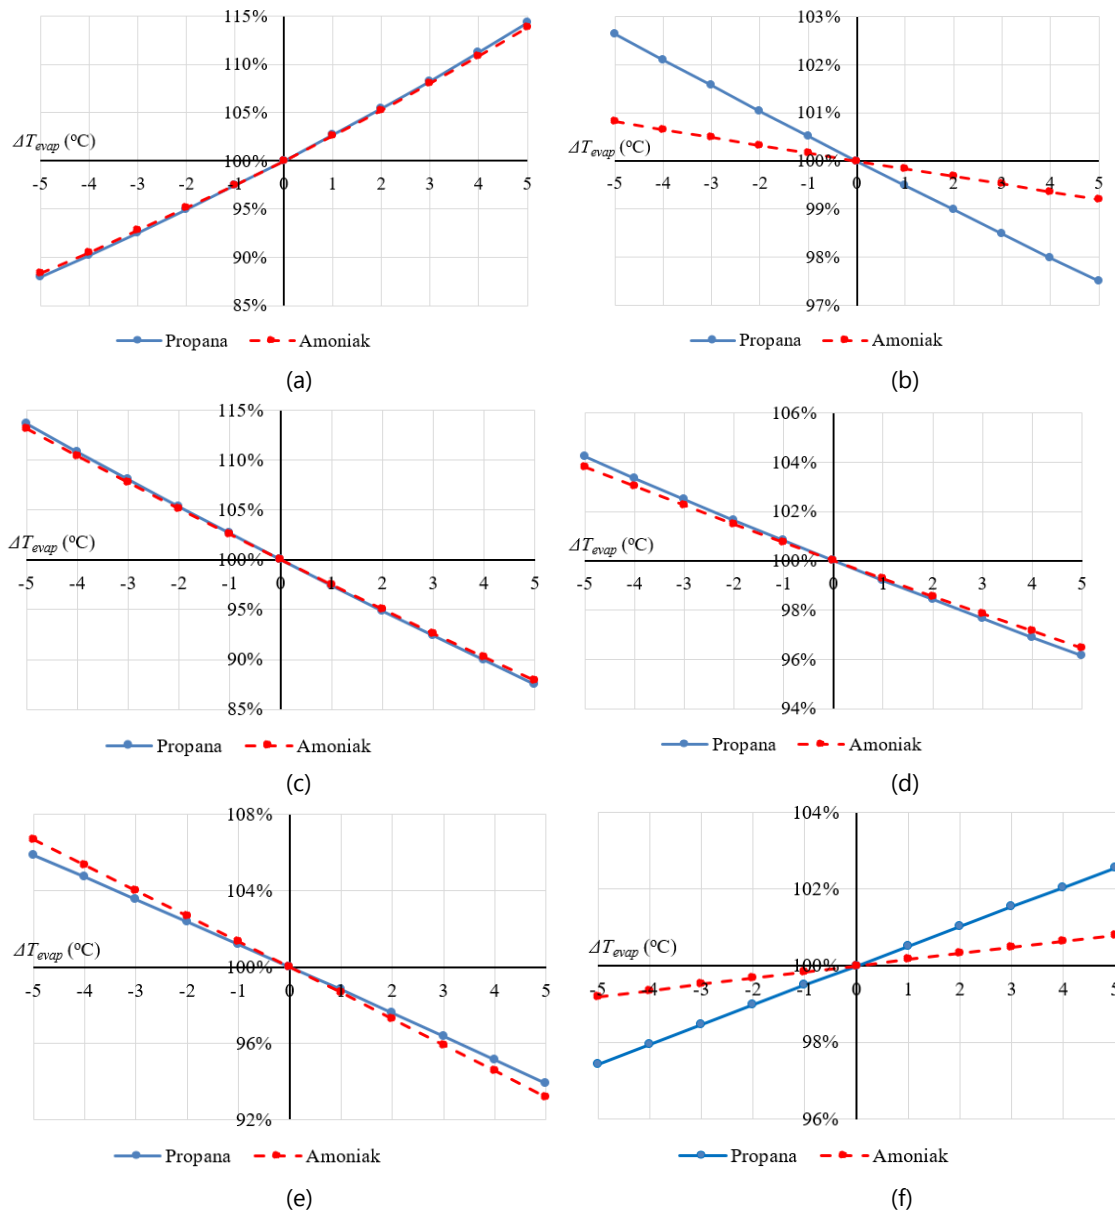 115%
110%
105%
ΔTevap (ºC)
100%
-5 -4 -3 -2 -1 0 1 2 3 4 5
95%
90%
85%
Propana Amoniak
(a)
103%
102%
101%
ΔTevap (ºC)
100%
-5 -4 -3 -2 -1 0 1 2 3 4 5
99%
98%
97%
Propana Amoniak
(b)
115%
110%
105%
ΔTevap (ºC)
100%
-5 -4 -3 -2 -1 0 1 2 3 4 5
95%
90%
85%
Propana Amoniak
(c)
106%
104%
102%
ΔTevap (ºC)
100%
-5 -4 -3 -2 -1 0 1 2 3 4 5
98%
96%
94%
Propana Amoniak
(d)
108%
104%
ΔTevap (ºC)
100%
-5 -4 -3 -2 -1 0 1 2 3 4 5
96%
92%
Propana Amoniak
(e)
104%
102%
ΔTevap (ºC)
100%
-5 -4 -3 -2 -1 0 1 2 3 4 5
98%
96%
Propana Amoniak
(f)